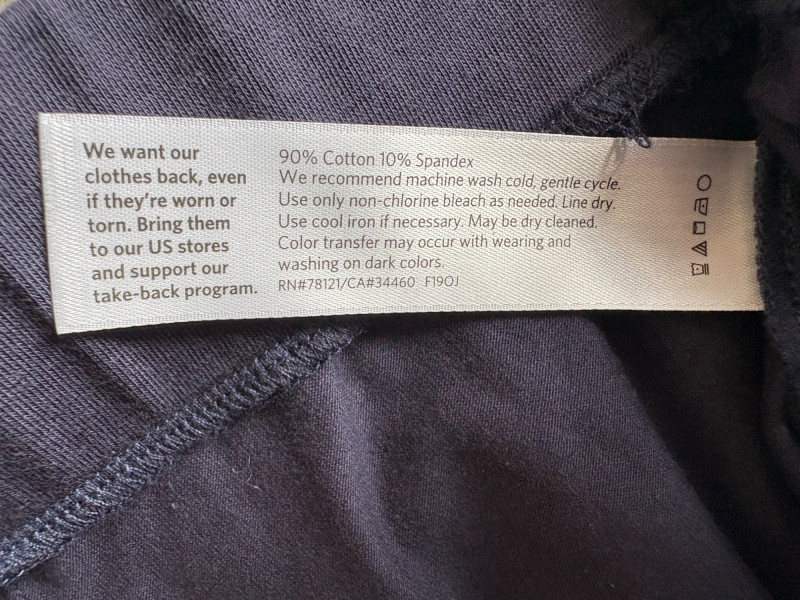 We want our
clothes back, even
if they're worn or
torn. Bring them
to our US stores
and support our
take-back program.
90% Cotton 10% Spandex
We recommend machine wash cold, gentle cycle.
Use only non-chlorine bleach as needed. Line dry.
Use cool iron if necessary. May be dry cleaned.
Color transfer may occur with wearing and
washing on dark colors.
RN#78121/CA#34460 F19OJ